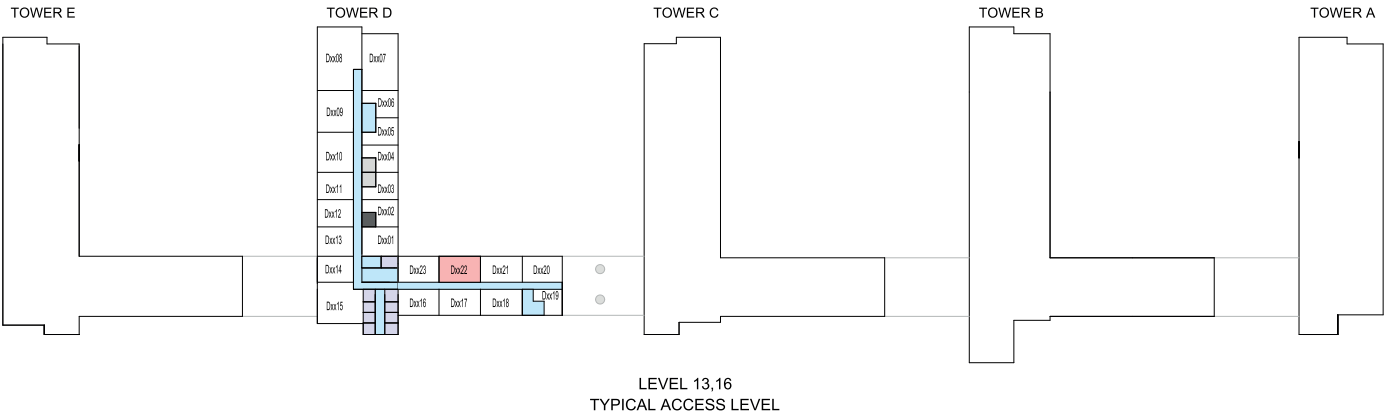 TOWER E
TOWER D
TOWER C
TOWER B
TOWER A
Dxx08
Dxx07
Dxx09
Dxx06
Dxx05
Dxx10
Dxx04
Dxx11
Dxx03
Dxx12
Dxx02
Dxx13
Dxx01
Dxx14
Dxx23
Dxx22
Dxx21
Dxx20
Dxx15
Dxx16
Dxx17
Dxx18
Dxx19
LEVEL 13,16
TYPICAL ACCESS LEVEL